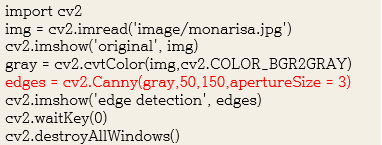 import cv2
img = cv2.imread('image/monarisa.jpg')
cv2.imshow('original', img)
gray = cv2.cvtColor(img,cv2.COLOR_BGR2GRAY)
edges = cv2.Canny(gray,50,150,apertureSize = 3)
cv2.imshow('edge detection', edges)
cv2.waitKey(0)
cv2.destroyAllWindows()